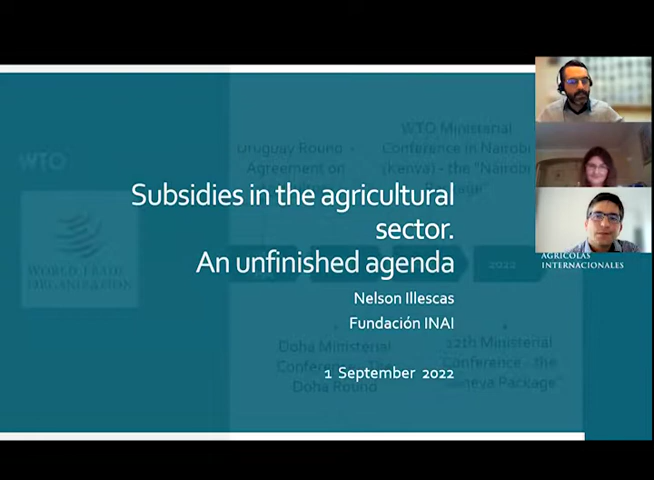 WTO
WORLD TRADE
ORGANIZATION
Uruguay Round -
Agreement on
WTO Ministerial
Conference in Nairobi
(Kenya) - the "Nairobi
Subsidies in the agricultural
sector.
An unfinished agenda
Nelson Illescas
Fundación INAI
1 September 2022
2022
AGRÍCOLAS
INTERNACIONALES
Doha Ministerial
Conference - The
Doha Round
12th Ministerial
Conference - the
"Geneva Package"